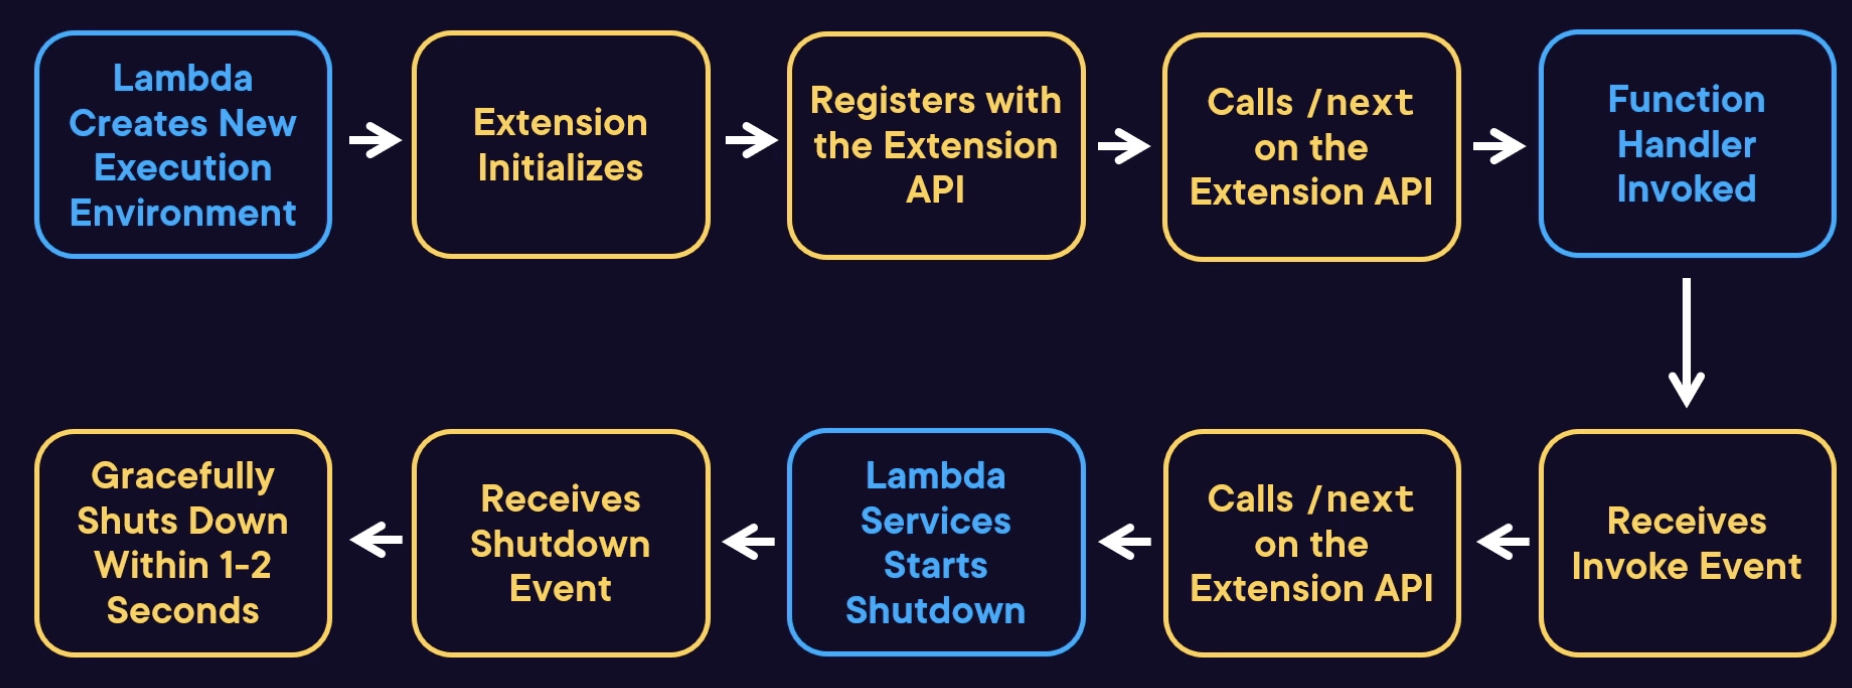 Lambda
Creates New
Execution
Environment
Extension
Initializes
Registers with
the Extension
API
Calls /next
on the
Extension API
Function
Handler
Invoked
Receives
Invoke Event
Calls /next
on the
Extension API
Lambda
Services
Starts
Shutdown
Receives
Shutdown
Event
Gracefully
Shuts Down
Within 1-2
Seconds